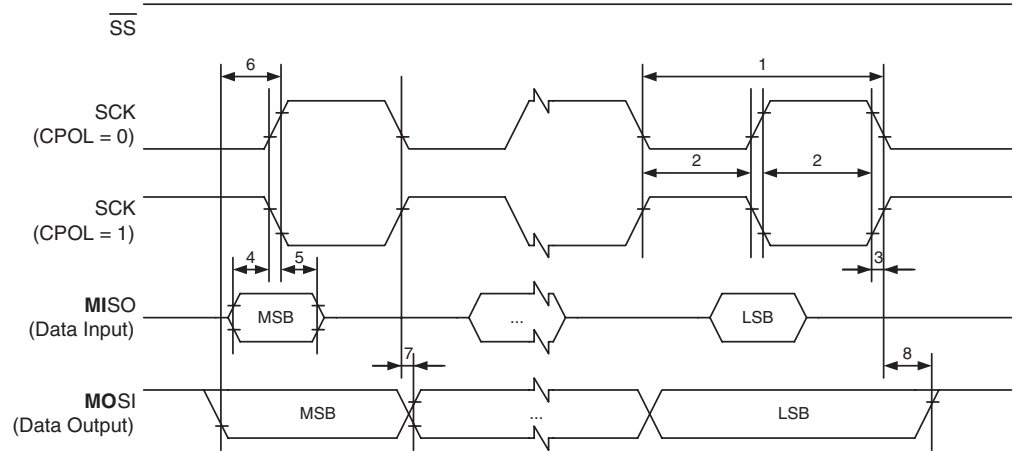 SS
6
1
SCK
(CPOL = 0)
2
2
SCK
(CPOL = 1)
4
5
3
MISO
(Data Input)
MSB
...
LSB
7
8
MOSI
(Data Output)
MSB
...
LSB